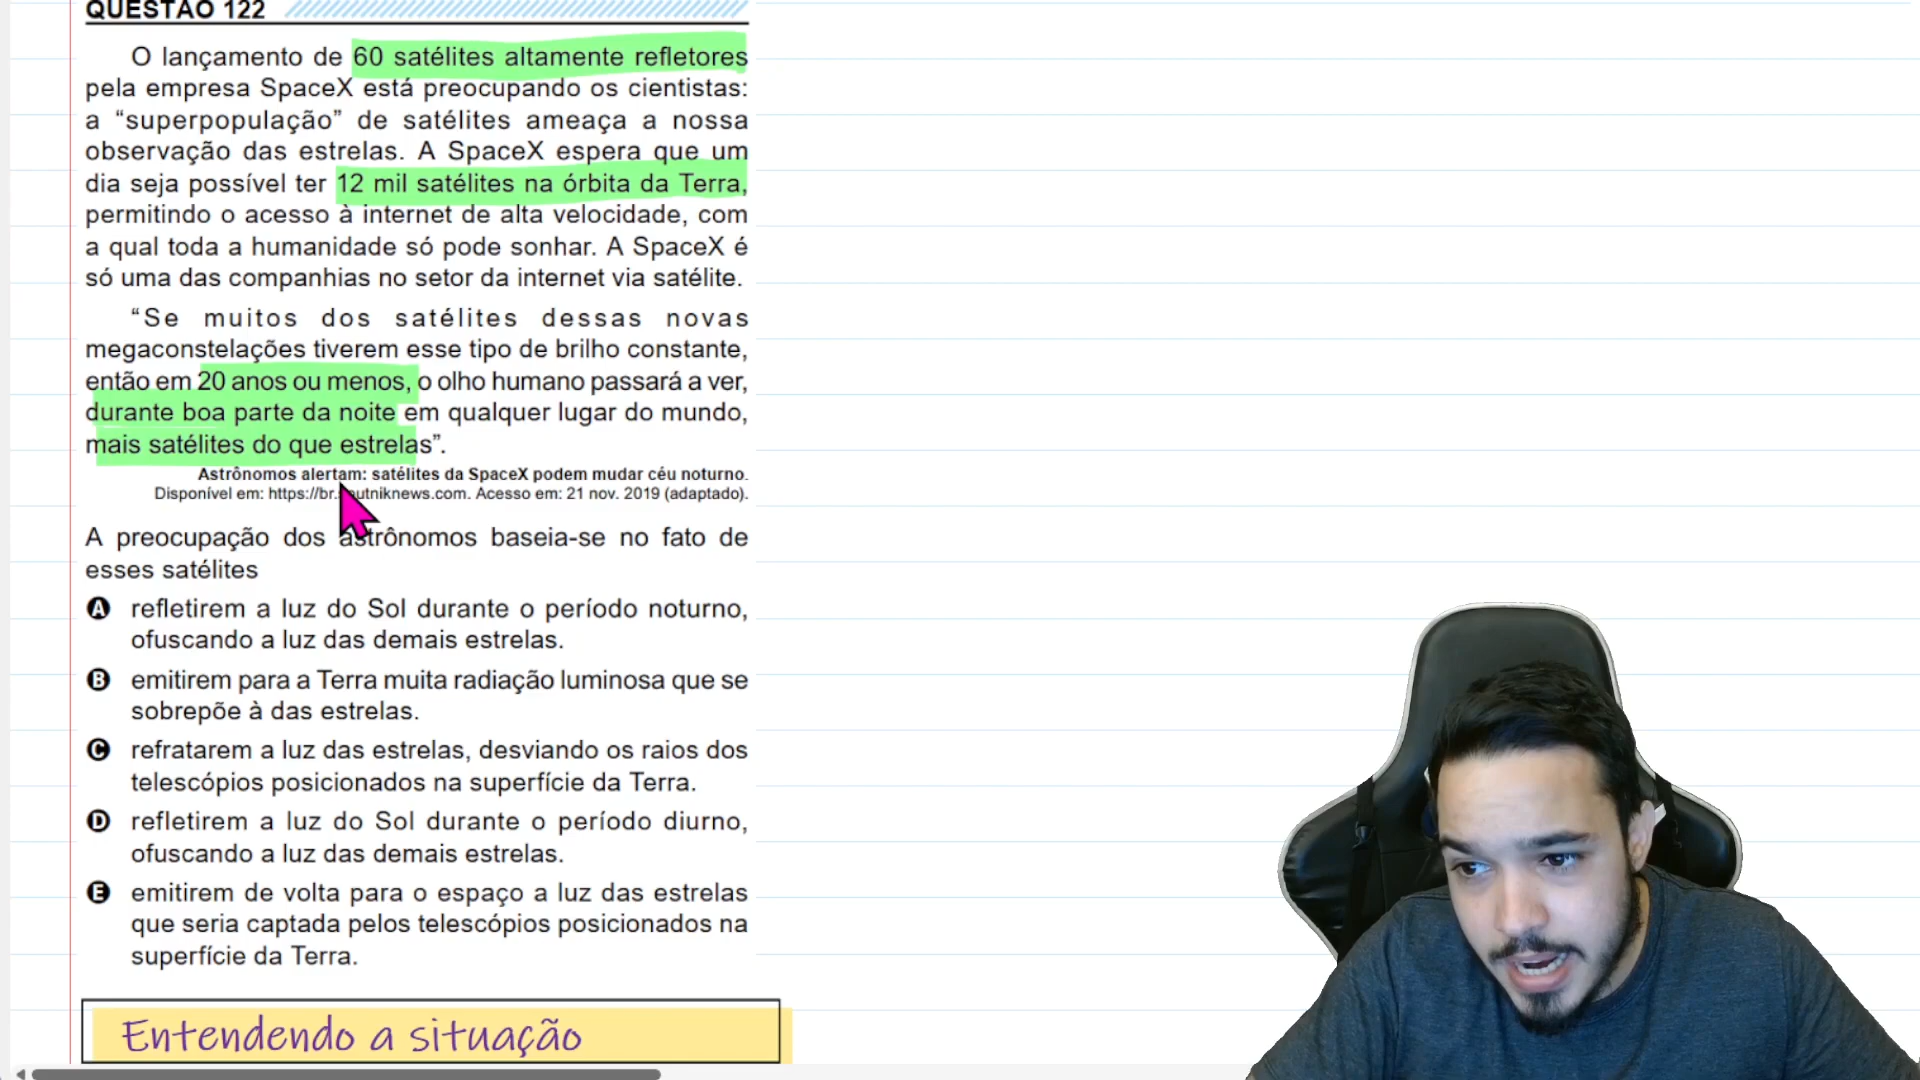 QUESTÃO 122
O lançamento de 60 satélites altamente refletores
pela empresa SpaceX está preocupando os cientistas:
a “superpopulação” de satélites ameaça a nossa
observação das estrelas. A SpaceX espera que um
dia seja possível ter 12 mil satélites na órbita da Terra,
permitindo o acesso à internet de alta velocidade, com
a qual toda a humanidade só pode sonhar. A SpaceX é
só uma das companhias no setor da internet via satélite.
“Se muitos dos satélites dessas novas
megaconstelações tiverem esse tipo de brilho constante,
então em 20 anos ou menos, o olho humano passará a ver,
durante boa parte da noite em qualquer lugar do mundo,
mais satélites do que estrelas”.
Astrônomos alertam: satélites da SpaceX podem mudar céu noturno.
Disponível em: https://br.sputniknews.com. Acesso em: 21 nov. 2019 (adaptado).
A preocupação dos astrônomos baseia-se no fato de
esses satélites
A refletirem a luz do Sol durante o período noturno,
ofuscando a luz das demais estrelas.
B emitirem para a Terra muita radiação luminosa que se
sobrepõe à das estrelas.
C refratarem a luz das estrelas, desviando os raios dos
telescópios posicionados na superfície da Terra.
D refletirem a luz do Sol durante o período diurno,
ofuscando a luz das demais estrelas.
E emitirem de volta para o espaço a luz das estrelas
que seria captada pelos telescópios posicionados na
superfície da Terra.
Entendendo a situação